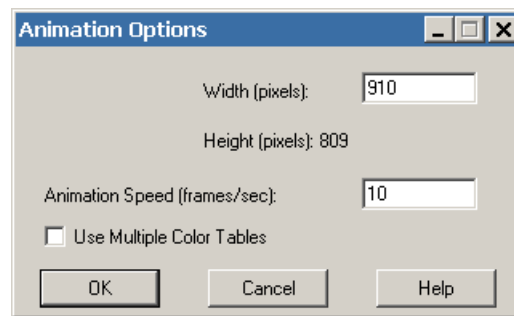 Animation Options
Width (pixels): 910
Height (pixels): 809
Animation Speed (frames/sec): 10
Use Multiple Color Tables
OK Cancel Help